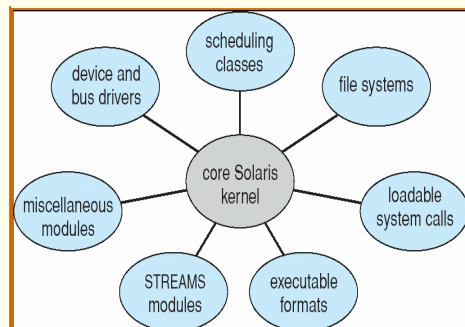 scheduling
classes
device and
bus drivers
file systems
core Solaris
kernel
miscellaneous
modules
loadable
system calls
STREAMS
modules
executable
formats